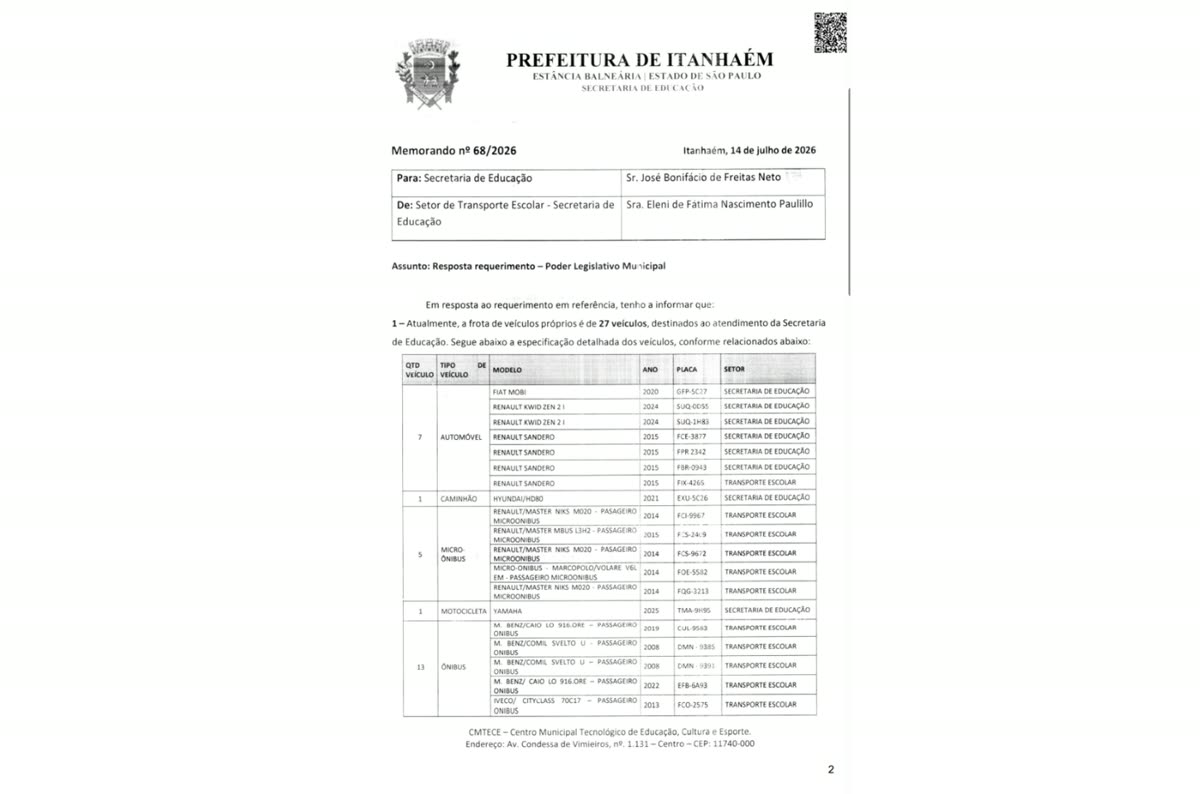 PREFEITURA DE ITANHAÉM
ESTÂNCIA BALNEÁRIA | ESTADO DE SÃO PAULO
SECRETARIA DE EDUCAÇÃO
Memorando nº 68/2026 Itanhaém, 14 de julho de 2026
Para: Secretaria de Educação Sr. José Bonifácio de Freitas Neto
De: Setor de Transporte Escolar - Secretaria de Educação Sra. Eleni de Fátima Nascimento Paulillo
Assunto: Resposta requerimento – Poder Legislativo Municipal
Em resposta ao requerimento em referência, tenho a informar que:
1 – Atualmente, a frota de veículos próprios é de 27 veículos, destinados ao atendimento da Secretaria
de Educação. Segue abaixo a especificação detalhada dos veículos, conforme relacionados abaixo:
QTD VEÍCULO TIPO DE VEÍCULO MODELO ANO PLACA SETOR
7 AUTOMÓVEL
FIAT MOBI 2020 SECRETARIA DE EDUCAÇÃO
RENAULT KWID ZEN 2 I 2024 SECRETARIA DE EDUCAÇÃO
RENAULT KWID ZEN 2 I 2024 SUQ-1H83 SECRETARIA DE EDUCAÇÃO
RENAULT SANDERO 2015 FCE-3877 SECRETARIA DE EDUCAÇÃO
RENAULT SANDERO 2015 FPR 2342 SECRETARIA DE EDUCAÇÃO
RENAULT SANDERO 2015 FBR-0943 SECRETARIA DE EDUCAÇÃO
RENAULT SANDERO 2015 FIX-4265 TRANSPORTE ESCOLAR
1 CAMINHÃO HYUNDAI/HD80 2021 EXU-5C26 SECRETARIA DE EDUCAÇÃO
5 MICRO-ÔNIBUS
RENAULT/MASTER NIKS M020 - PASAGEIRO MICROONIBUS 2014 FCI-9967 TRANSPORTE ESCOLAR
RENAULT/MASTER MBUS L3H2 - PASSAGEIRO MICROONIBUS 2015 TRANSPORTE ESCOLAR
RENAULT/MASTER NIKS M020 - PASAGEIRO MICROONIBUS 2014 FCS-9672 TRANSPORTE ESCOLAR
MICRO-ONIBUS - MARCOPOLO/VOLARE V6L EM - PASSAGEIRO MICROONIBUS 2014 FOE-5582 TRANSPORTE ESCOLAR
RENAULT/MASTER NIKS M020 - PASSAGEIRO MICROONIBUS 2014 FQG-3213 TRANSPORTE ESCOLAR
1 MOTOCICLETA YAMAHA 2025 TMA-9H95 SECRETARIA DE EDUCAÇÃO
13 ÔNIBUS
M. BENZ/CAIO LO 916.ORE – PASSAGEIRO ONIBUS 2019 TRANSPORTE ESCOLAR
M. BENZ/COMIL SVELTO U - PASSAGEIRO ONIBUS 2008 DMN - 9385 TRANSPORTE ESCOLAR
M. BENZ/COMIL SVELTO U – PASSAGEIRO ONIBUS 2008 TRANSPORTE ESCOLAR
M. BENZ/ CAIO LO 916.ORE – PASSAGEIRO ONIBUS 2022 EFB-6A93 TRANSPORTE ESCOLAR
IVECO/ CITYCLASS 70C17 – PASSAGEIRO ONIBUS 2013 FCO-2575 TRANSPORTE ESCOLAR
CMTECE – Centro Municipal Tecnológico de Educação, Cultura e Esporte.
Endereço: Av. Condessa de Vimieiros, nº. 1.131 – Centro – CEP: 11740-000
2